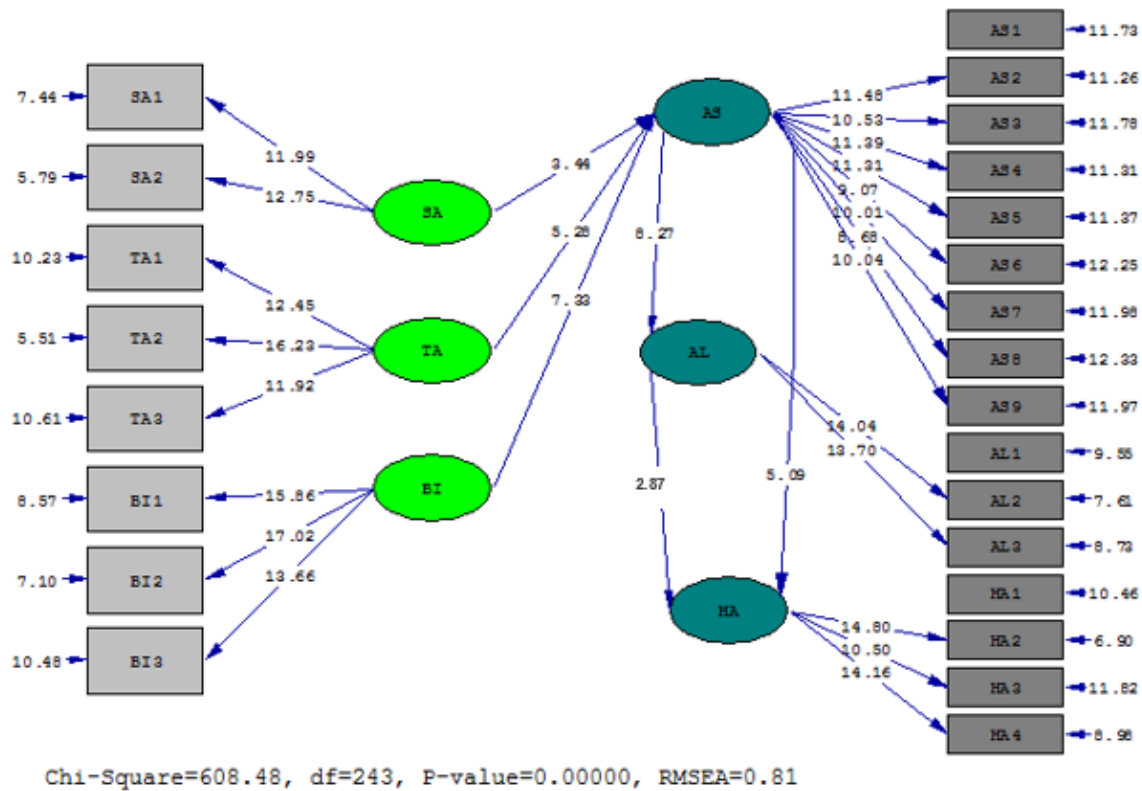 7.44 SA1
5.79 SA2
10.23 TA1
5.51 TA2
10.61 TA3
8.57 BI1
7.10 BI2
10.48 BI3
11.99
12.75
12.45
16.23
11.92
15.86
17.02
13.66
SA
TA
BI
3.44
5.28
7.33
AS
8.27
AL
2.87
5.09
HA
11.48
10.53
11.39
11.31
9.07
10.01
8.68
10.04
14.04
13.70
14.80
10.50
14.16
AS1 11.73
AS2 11.26
AS3 11.78
AS4 11.31
AS5 11.37
AS6 12.25
AS7 11.98
AS8 12.33
AS9 11.97
AL1 9.55
AL2 7.61
AL3 8.73
HA1 10.46
HA2 6.90
HA3 11.82
HA4 8.98
Chi-Square=608.48, df=243, P-value=0.00000, RMSEA=0.81